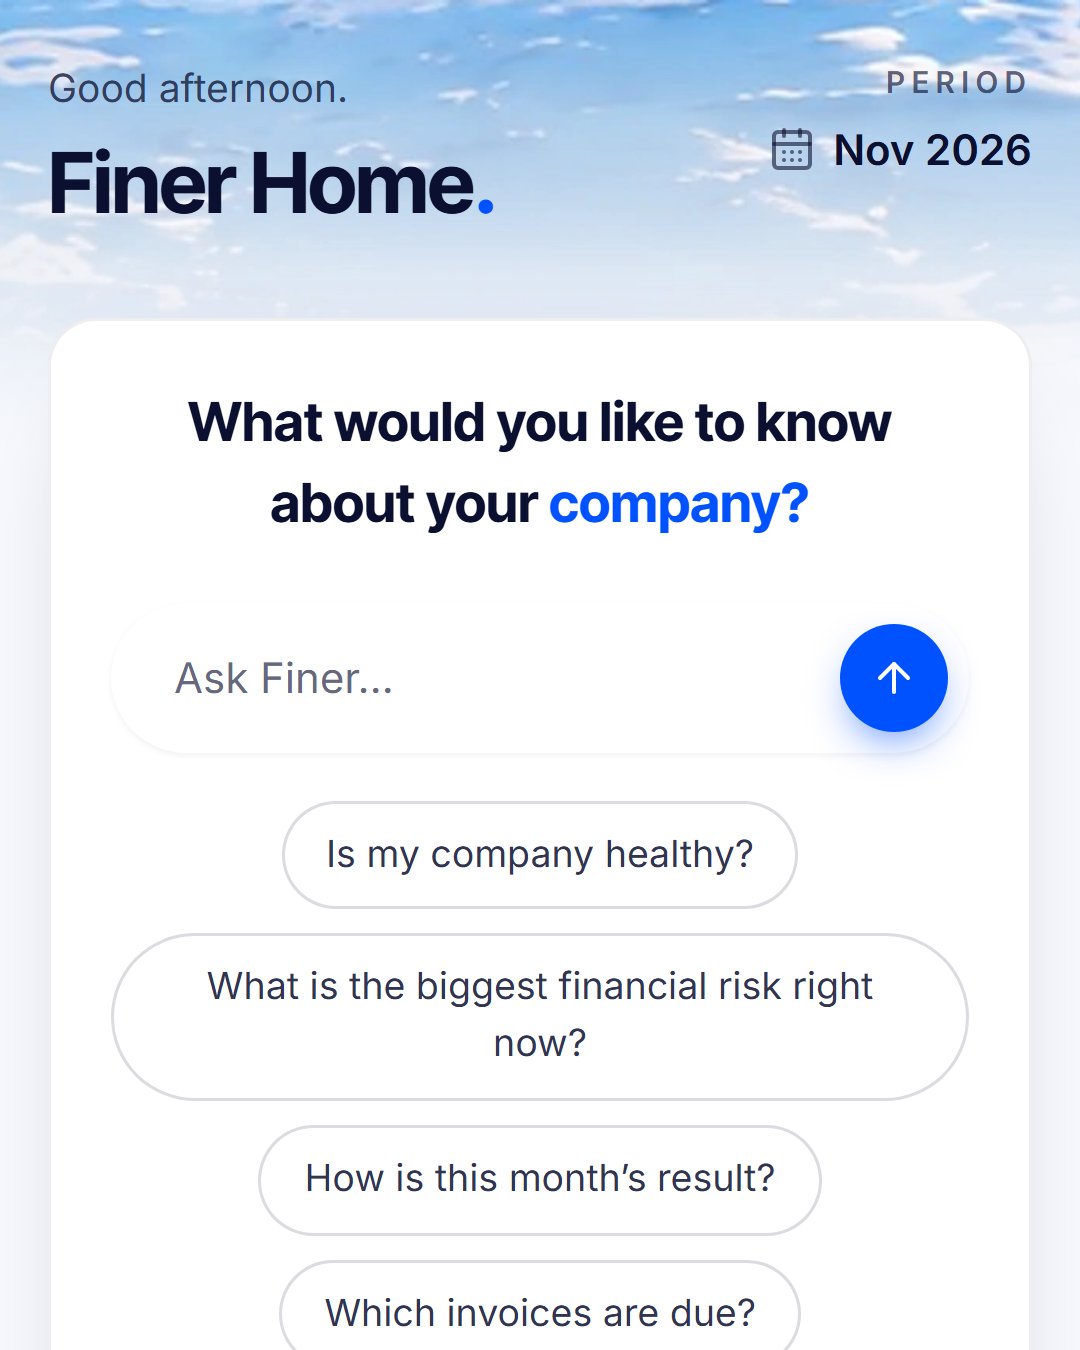 Good afternoon.
Finer Home.
PERIOD
Nov 2026
What would you like to know
about your company?
Ask Finer...
Is my company healthy?
What is the biggest financial risk right
now?
How is this month’s result?
Which invoices are due?